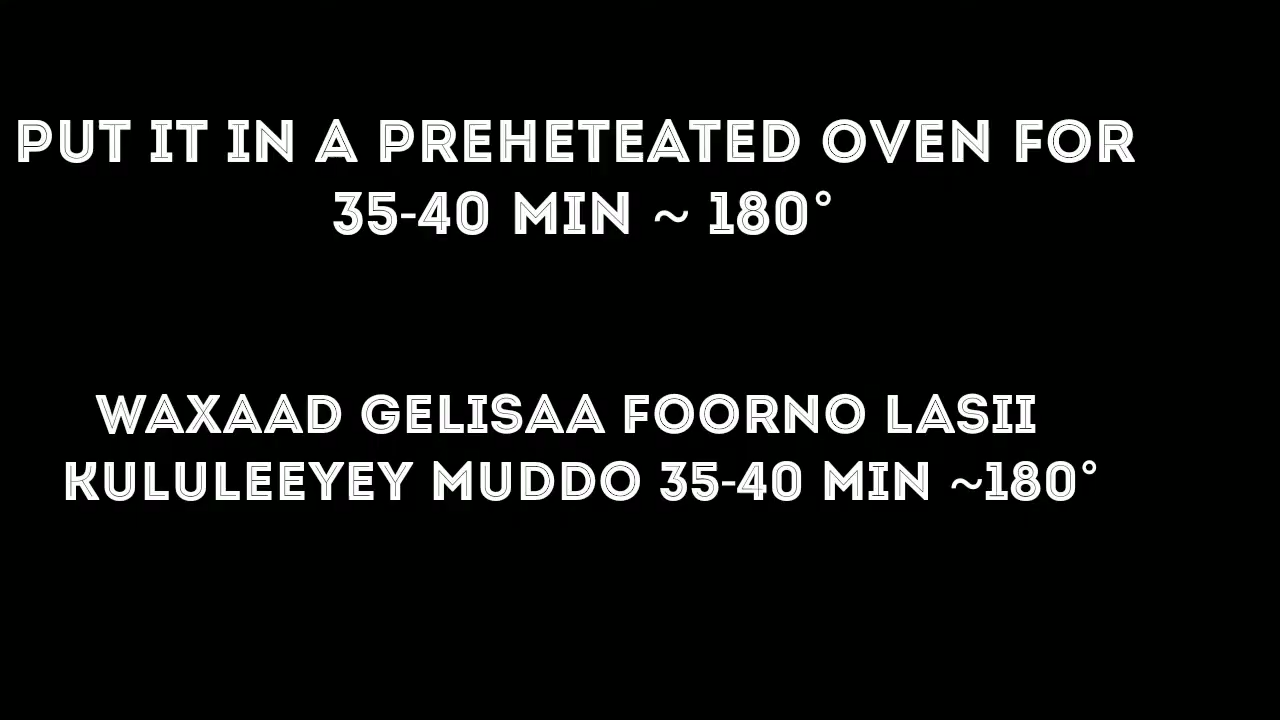 PUT IT IN A PREHETEATED OVEN FOR
35-40 MIN ~ 180°
WAXAAD GELISAA FOORNO LASII
KULULEEYEY MUDDO 35-40 MIN ~180°